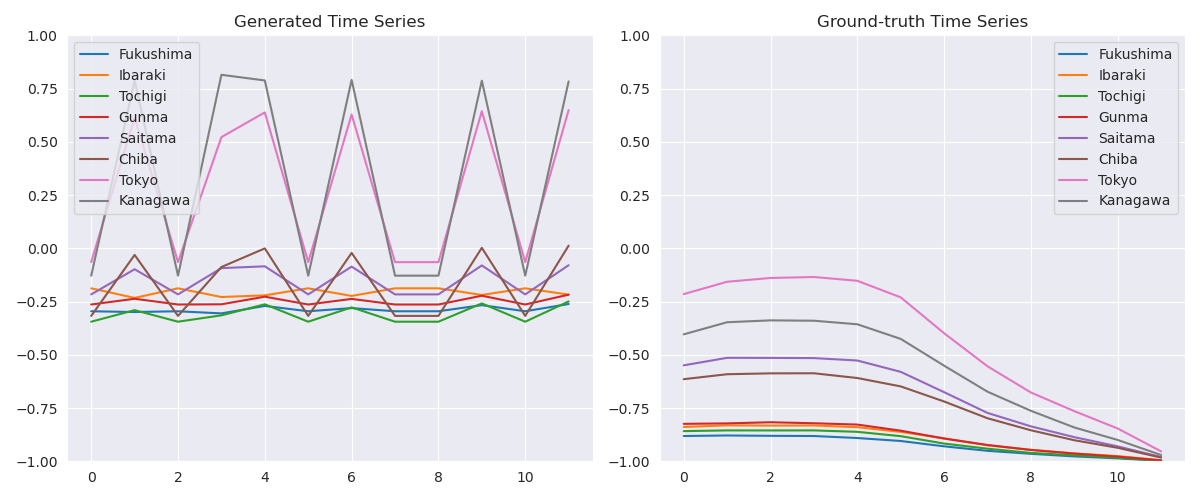 Generated Time Series
1.00
0.75
0.50
0.25
0.00
−0.25
−0.50
−0.75
−1.00
0 2 4 6 8 10
Fukushima
Ibaraki
Tochigi
Gunma
Saitama
Chiba
Tokyo
Kanagawa
Ground-truth Time Series
1.00
0.75
0.50
0.25
0.00
−0.25
−0.50
−0.75
−1.00
0 2 4 6 8 10
Fukushima
Ibaraki
Tochigi
Gunma
Saitama
Chiba
Tokyo
Kanagawa